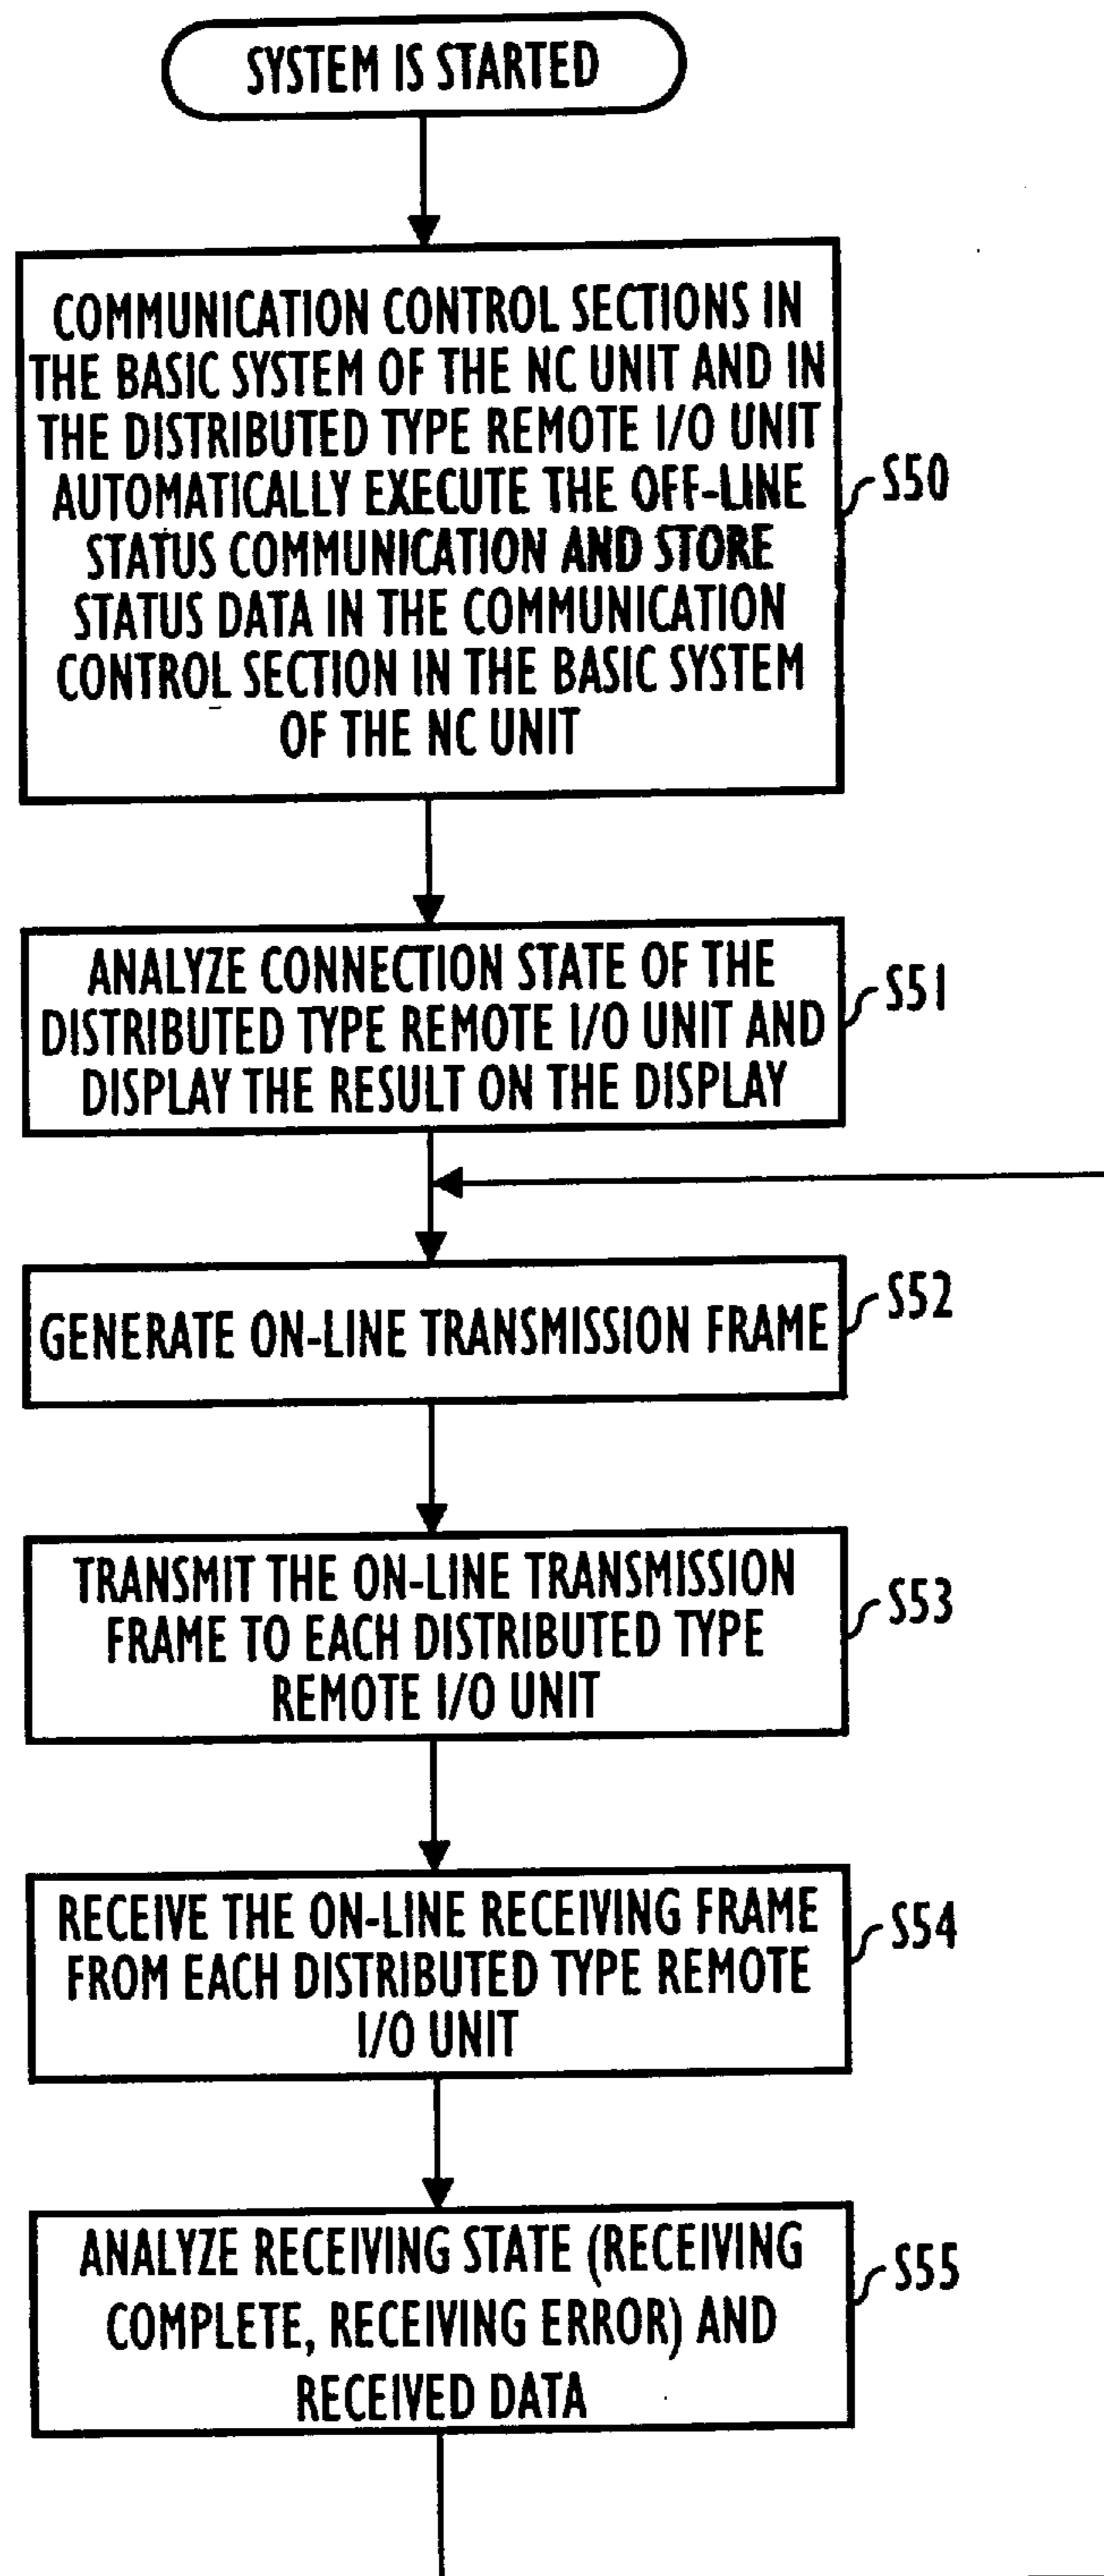 SYSTEM IS STARTED
COMMUNICATION CONTROL SECTIONS IN
THE BASIC SYSTEM OF THE NC UNIT AND IN
THE DISTRIBUTED TYPE REMOTE I/O UNIT
AUTOMATICALLY EXECUTE THE OFF-LINE
STATUS COMMUNICATION AND STORE
STATUS DATA IN THE COMMUNICATION
CONTROL SECTION IN THE BASIC SYSTEM
OF THE NC UNIT
S50
ANALYZE CONNECTION STATE OF THE
DISTRIBUTED TYPE REMOTE I/O UNIT AND
DISPLAY THE RESULT ON THE DISPLAY
S51
GENERATE ON-LINE TRANSMISSION FRAME
S52
TRANSMIT THE ON-LINE TRANSMISSION
FRAME TO EACH DISTRIBUTED TYPE
REMOTE I/O UNIT
S53
RECEIVE THE ON-LINE RECEIVING FRAME
FROM EACH DISTRIBUTED TYPE REMOTE
I/O UNIT
S54
ANALYZE RECEIVING STATE (RECEIVING
COMPLETE, RECEIVING ERROR) AND
RECEIVED DATA
S55